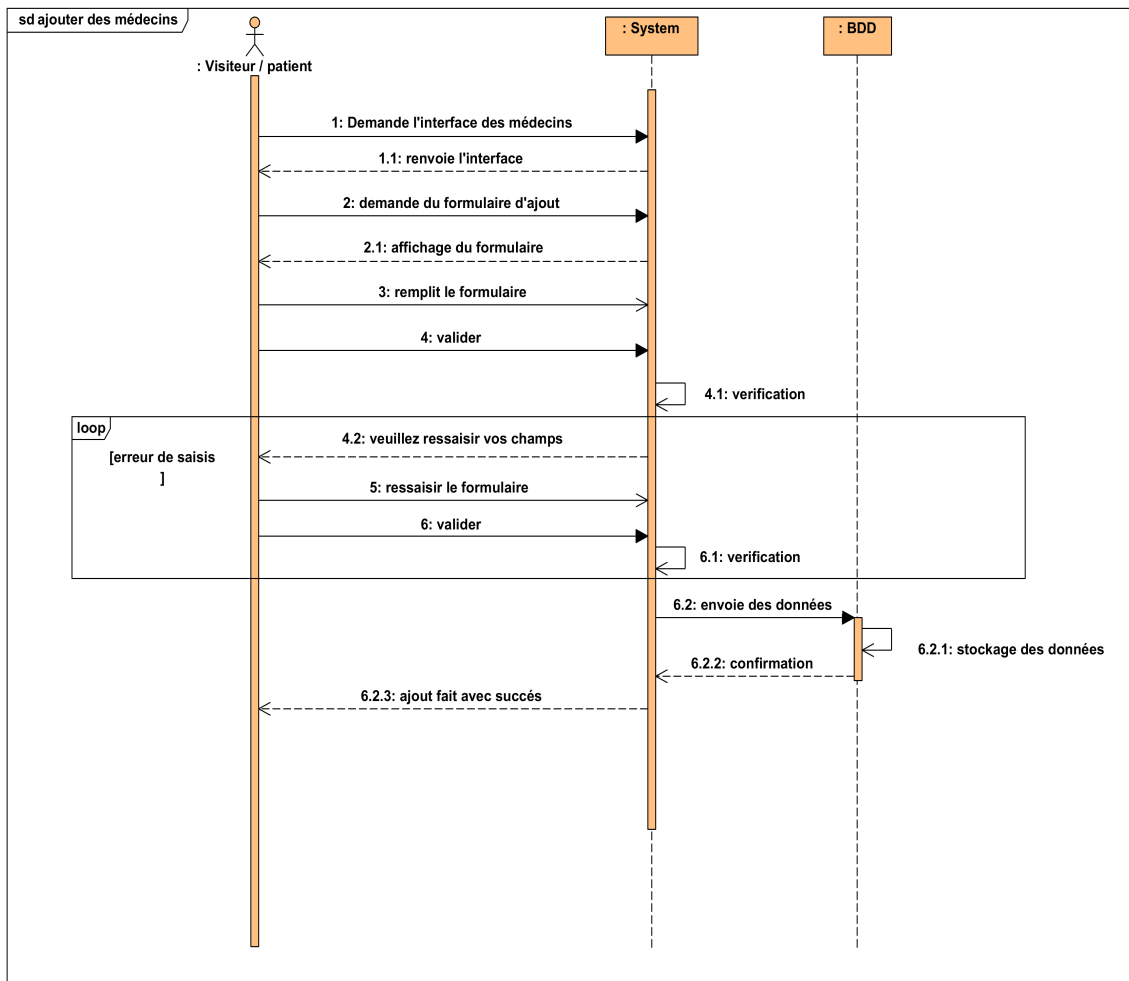 sd ajouter des médecins
: System
: BDD
: Visiteur / patient
1: Demande l'interface des médecins
1.1: renvoie l'interface
2: demande du formulaire d'ajout
2.1: affichage du formulaire
3: remplit le formulaire
4: valider
4.1: verification
loop
4.2: veuillez ressaisir vos champs
[erreur de saisis
]
5: ressaisir le formulaire
6: valider
6.1: verification
6.2: envoie des données
6.2.1: stockage des données
6.2.2: confirmation
6.2.3: ajout fait avec succés